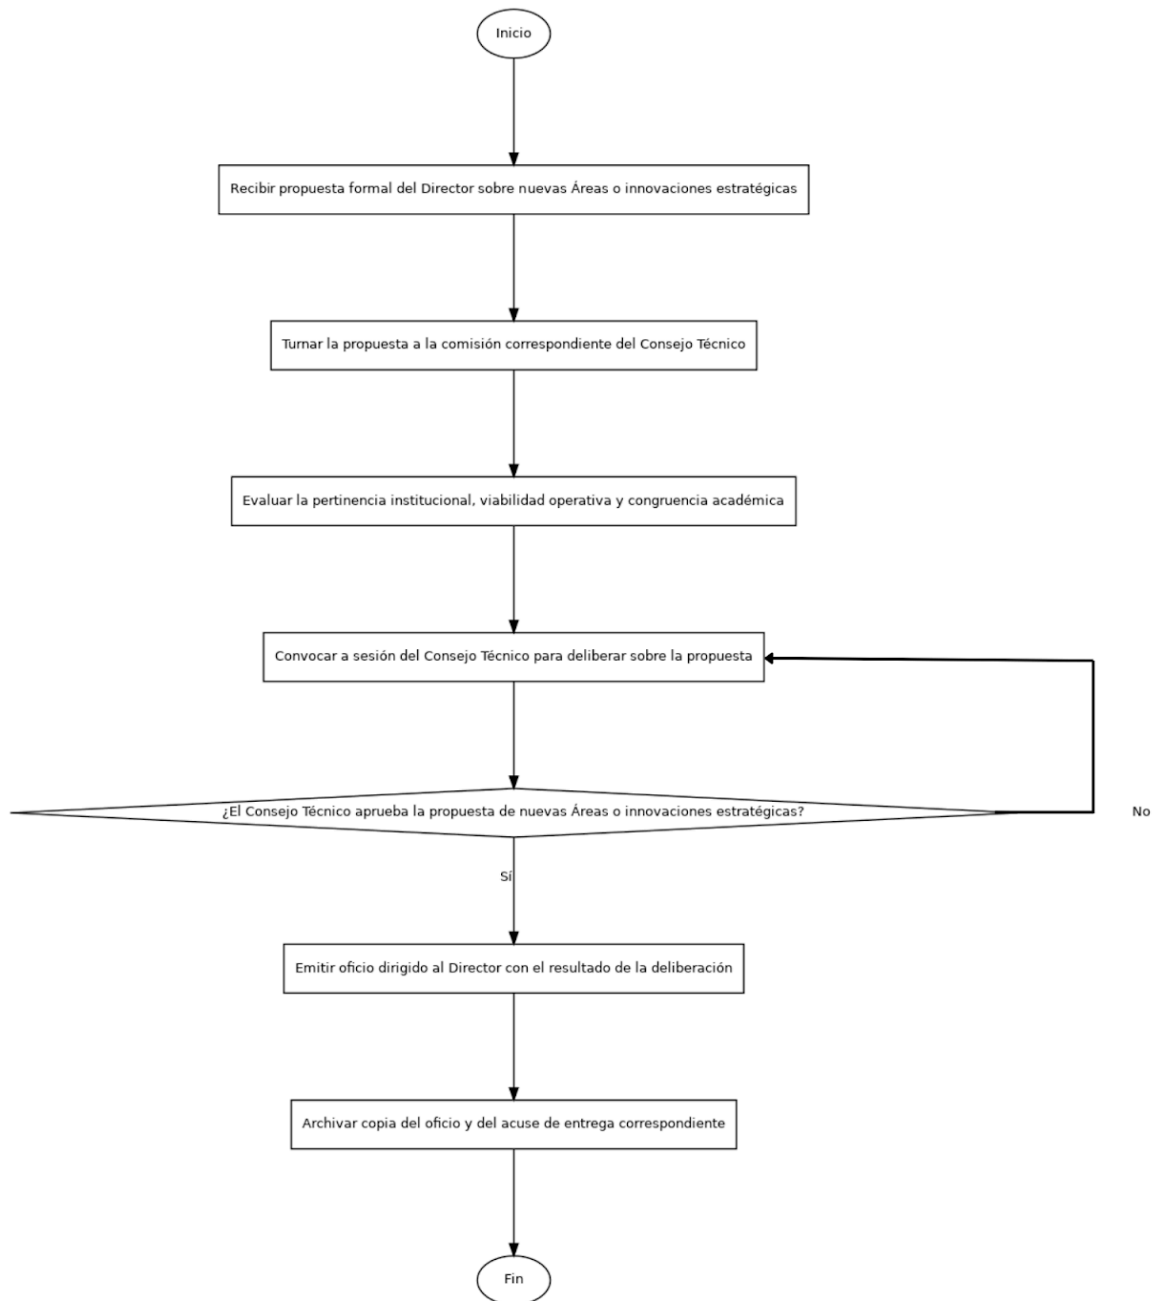 Inicio
Recibir propuesta formal del Director sobre nuevas Áreas o innovaciones estratégicas
Turnar la propuesta a la comisión correspondiente del Consejo Técnico
Evaluar la pertinencia institucional, viabilidad operativa y congruencia académica
Convocar a sesión del Consejo Técnico para deliberar sobre la propuesta
¿El Consejo Técnico aprueba la propuesta de nuevas Áreas o innovaciones estratégicas?
No
Sí
Emitir oficio dirigido al Director con el resultado de la deliberación
Archivar copia del oficio y del acuse de entrega correspondiente
Fin